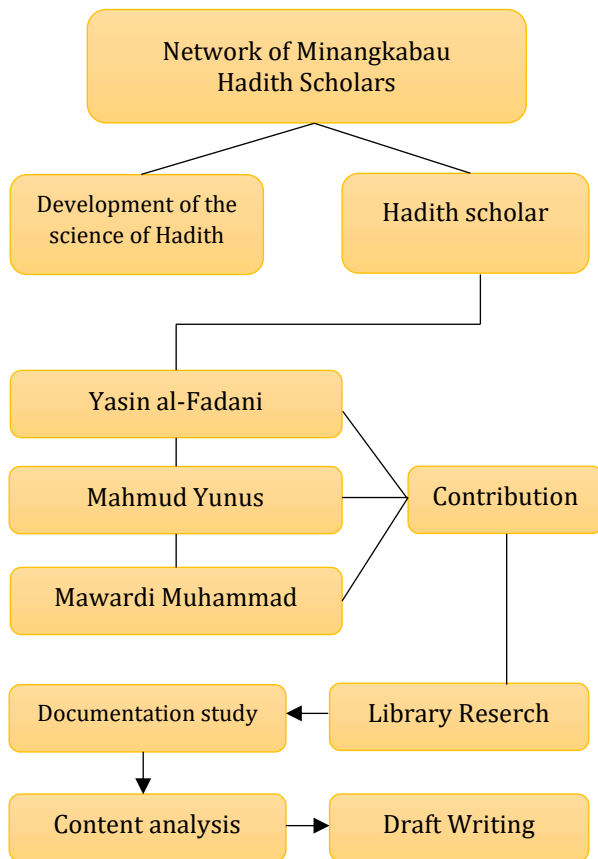 Network of Minangkabau
Hadith Scholars
Development of the
science of Hadith
Hadith scholar
Yasin al-Fadani
Mahmud Yunus
Contribution
Mawardi Muhammad
Documentation study
Library Reserch
Content analysis
Draft Writing